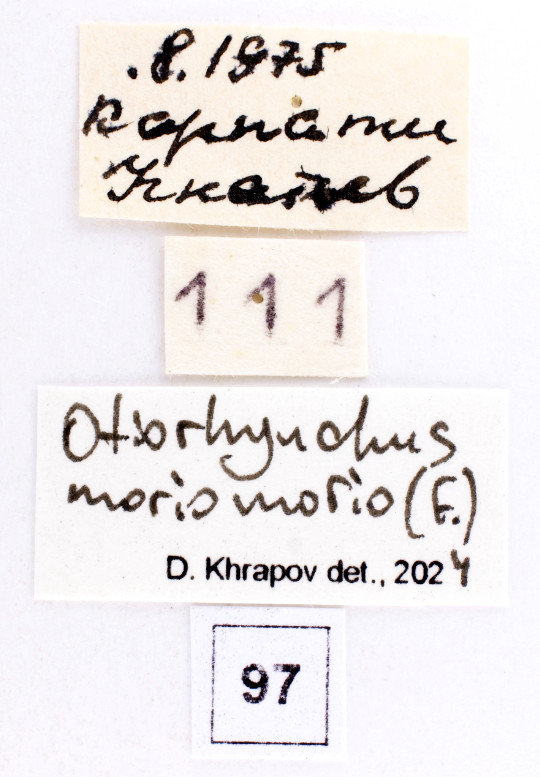 .8.1975
Карпати
111
Otiorhynchus
morio morio (F.)
D. Khrapov det., 2024
97